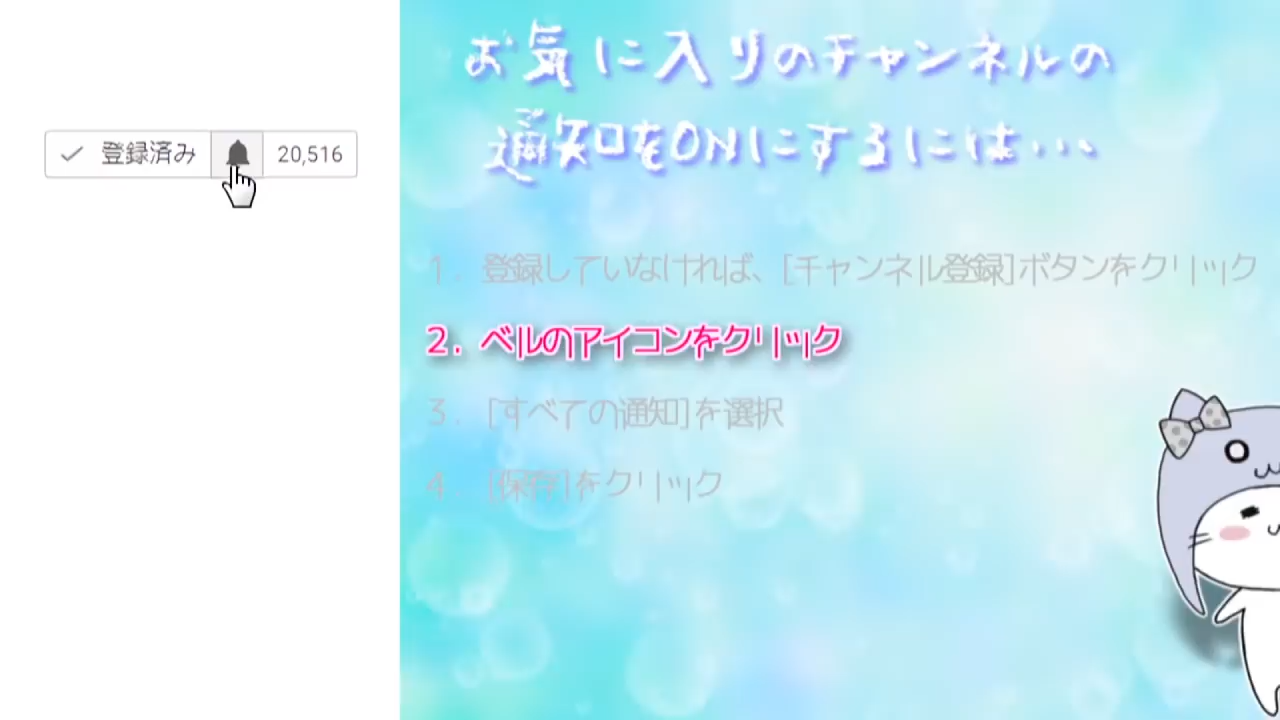 お気に入りのチャンネルの
通知をONにするには・・・
登録済み 20,516
1. 登録していなければ、[チャンネル登録]ボタンをクリック
2. ベルのアイコンをクリック
3. [すべての通知]を選択
4. [保存]をクリック